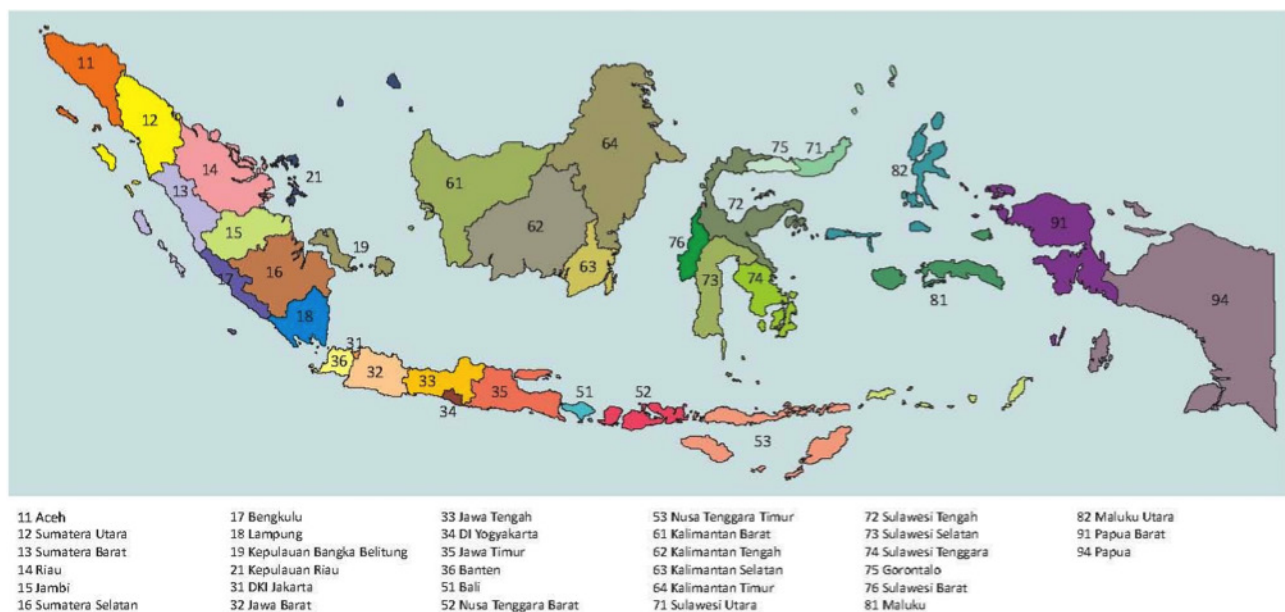 11
12
14
13
21
15
16
17
18
19
61
62
63
64
75
71
72
76
73
74
82
81
91
94
31
36
32
33
34
35
51
52
53
11 Aceh
12 Sumatera Utara
13 Sumatera Barat
14 Riau
15 Jambi
16 Sumatera Selatan
17 Bengkulu
18 Lampung
19 Kepulauan Bangka Belitung
21 Kepulauan Riau
31 DKI Jakarta
32 Jawa Barat
33 Jawa Tengah
34 DI Yogyakarta
35 Jawa Timur
36 Banten
51 Bali
52 Nusa Tenggara Barat
53 Nusa Tenggara Timur
61 Kalimantan Barat
62 Kalimantan Tengah
63 Kalimantan Selatan
64 Kalimantan Timur
71 Sulawesi Utara
72 Sulawesi Tengah
73 Sulawesi Selatan
74 Sulawesi Tenggara
75 Gorontalo
76 Sulawesi Barat
81 Maluku
82 Maluku Utara
91 Papua Barat
94 Papua